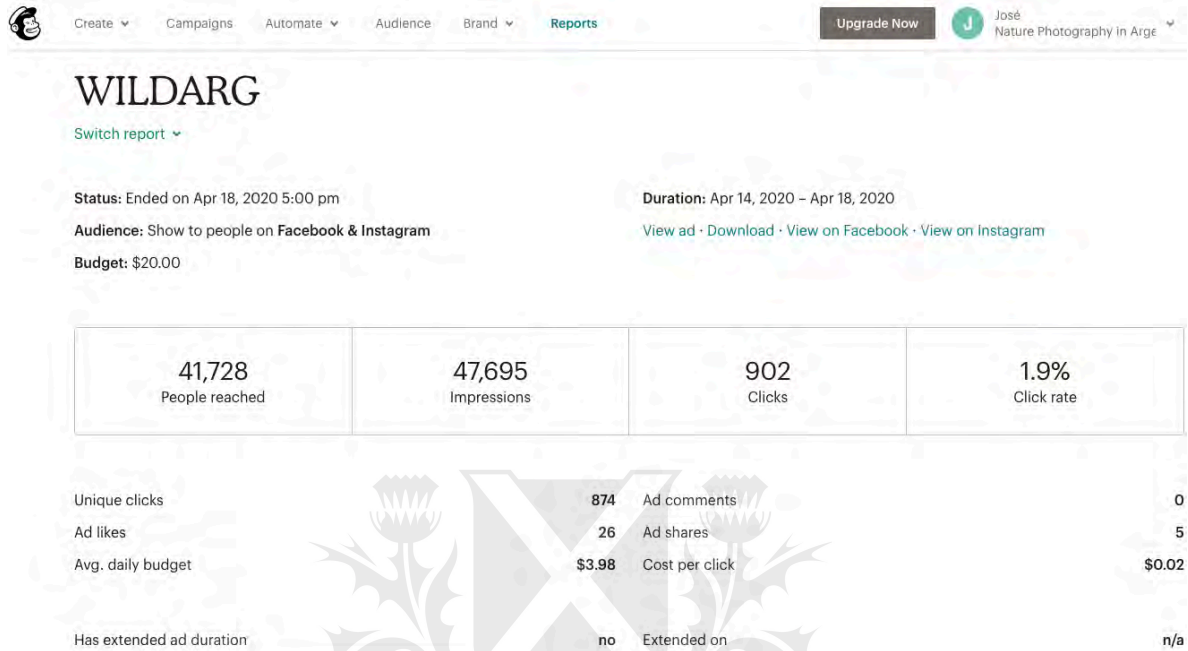 Create Campaigns Automate Audience Brand Reports Upgrade Now J José
Nature Photography in Arge
WILDARG
Switch report
Status: Ended on Apr 18, 2020 5:00 pm Duration: Apr 14, 2020 – Apr 18, 2020
Audience: Show to people on Facebook & Instagram View ad · Download · View on Facebook · View on Instagram
Budget: $20.00
41,728 47,695 902 1.9%
People reached Impressions Clicks Click rate
Unique clicks 874 Ad comments 0
Ad likes 26 Ad shares 5
Avg. daily budget $3.98 Cost per click $0.02
Has extended ad duration no Extended on n/a